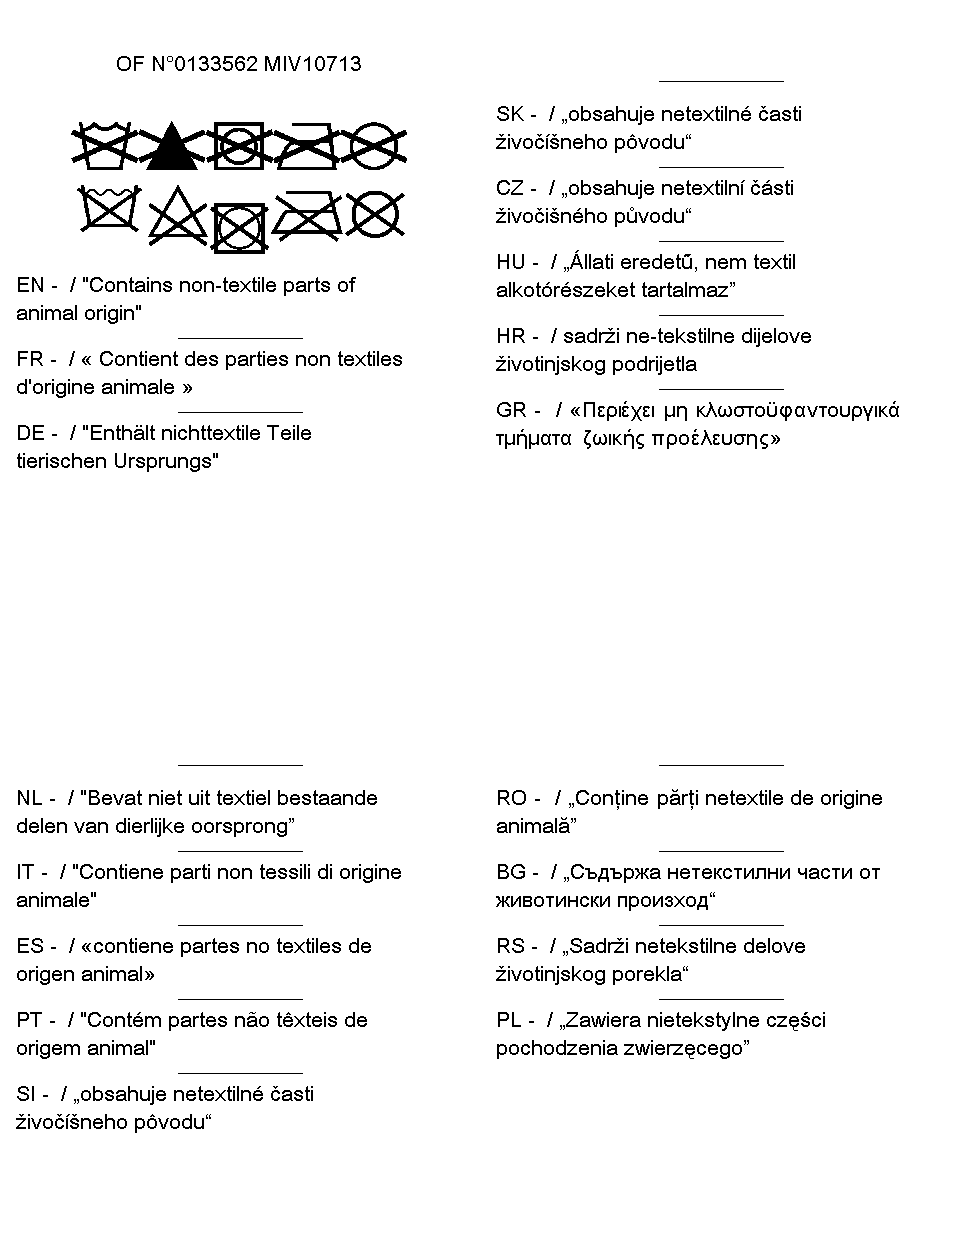 OF N°0133562 MIV10713
EN -  / "Contains non-textile parts of
animal origin"
FR -  / « Contient des parties non textiles
d'origine animale »
DE -  / "Enthält nichttextile Teile
tierischen Ursprungs"
SK -  / „obsahuje netextilné časti
živočíšneho pôvodu“
CZ -  / „obsahuje netextilní části
živočišného původu“
HU -  / „Állati eredetű, nem textil
alkotórészeket tartalmaz”
HR -  / sadrži ne-tekstilne dijelove
životinjskog podrijetla
GR -  / «Περιέχει μη κλωστοϋφαντουργικά
τμήματα ζωικής προέλευσης»
NL -  / "Bevat niet uit textiel bestaande
delen van dierlijke oorsprong”
IT -  / "Contiene parti non tessili di origine
animale"
ES -  / «contiene partes no textiles de
origen animal»
PT -  / "Contém partes não têxteis de
origem animal"
SI -  / „obsahuje netextilné časti
živočíšneho pôvodu“
RO -  / „Conține părți netextile de origine
animală”
BG -  / „Съдържа нетекстилни части от
животински произход“
RS -  / „Sadrži netekstilne delove
životinjskog porekla“
PL -  / „Zawiera nietekstylne części
pochodzenia zwierzęcego”